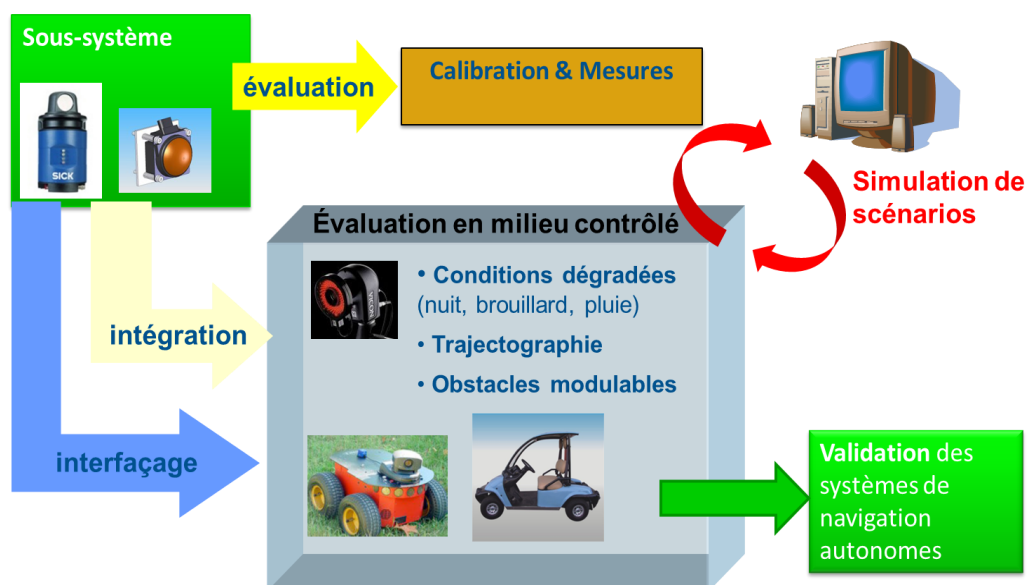 Sous-système
évaluation
Calibration & Mesures
SICK
Simulation de
scénarios
Évaluation en milieu contrôlé
• Conditions dégradées
(nuit, brouillard, pluie)
• Trajectographie
• Obstacles modulables
intégration
interfaçage
Validation des
systèmes de
navigation
autonomes